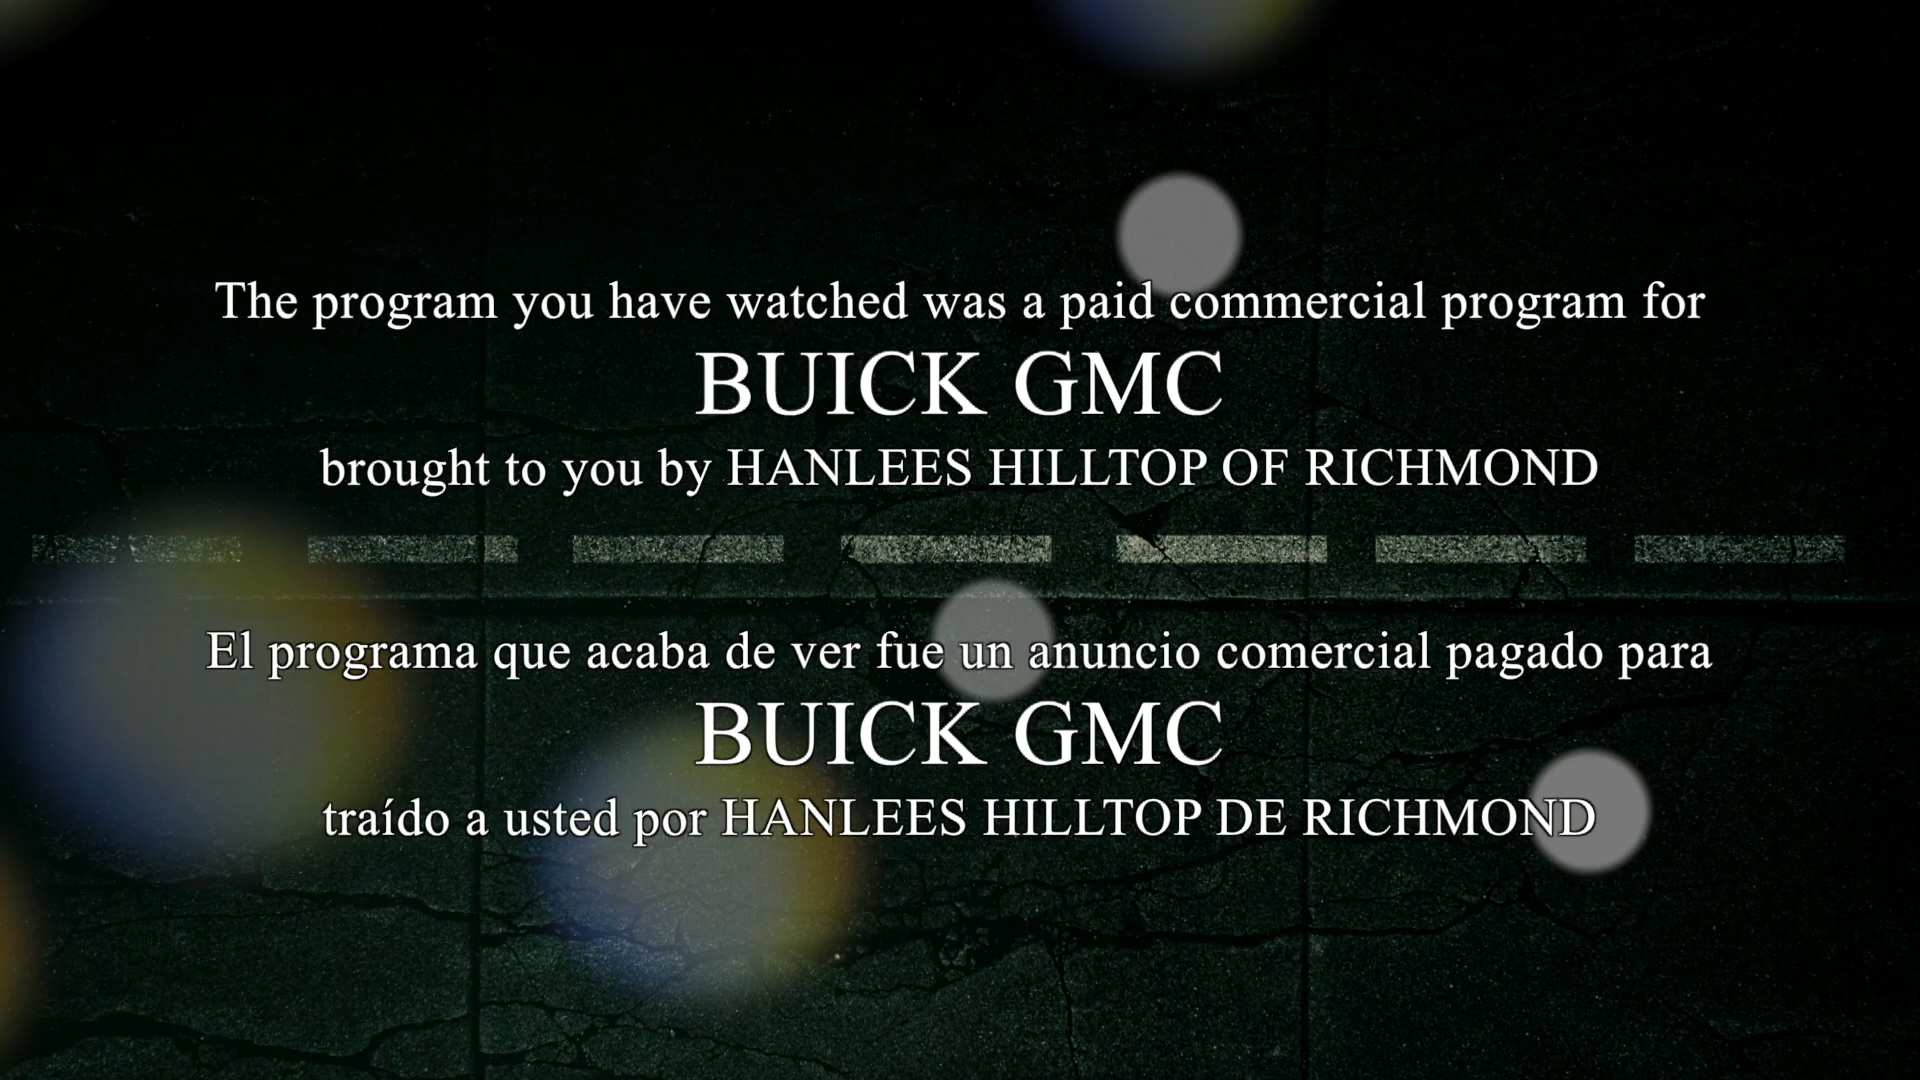 The program you have watched was a paid commercial program for
BUICK GMC
brought to you by HANLEES HILLTOP OF RICHMOND
El programa que acaba de ver fue un anuncio comercial pagado para
BUICK GMC
traído a usted por HANLEES HILLTOP DE RICHMOND